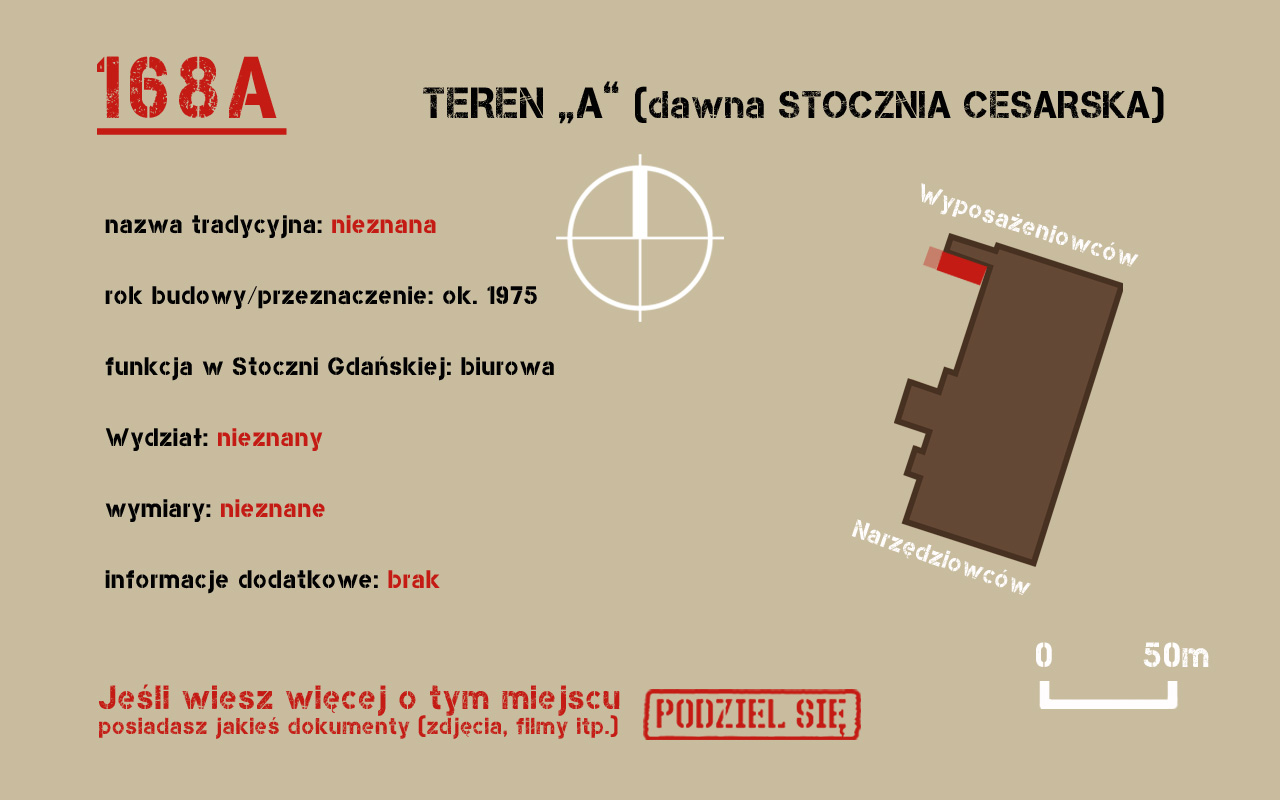 168A
TEREN „A“ (dawna STOCZNIA CESARSKA)
nazwa tradycyjna: nieznana
rok budowy/przeznaczenie: ok. 1975
funkcja w Stoczni Gdańskiej: biurowa
Wydział: nieznany
wymiary: nieznane
informacje dodatkowe: brak
Wyposażeniowców
Narzędziowców
0 50m
Jeśli wiesz więcej o tym miejscu
posiadasz jakieś dokumenty (zdjęcia, filmy itp.)
PODZIEL SIĘ